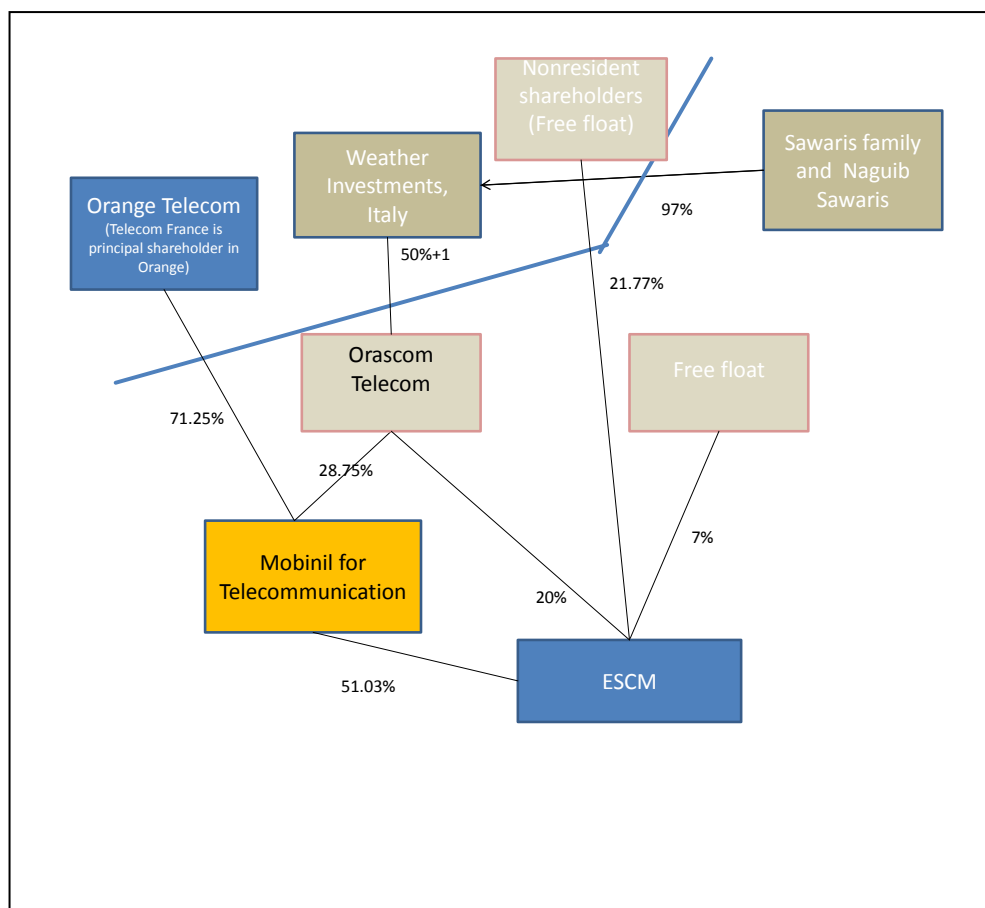 Nonresident
shareholders
(Free float)
Weather
Investments,
Italy
Sawaris family
and Naguib
Sawaris
Orange Telecom
(Telecom France is
principal shareholder in
Orange)
97%
50%+1
21.77%
Orascom
Telecom
Free float
71.25%
28.75%
7%
Mobinil for
Telecommunication
20%
51.03%
ESCM